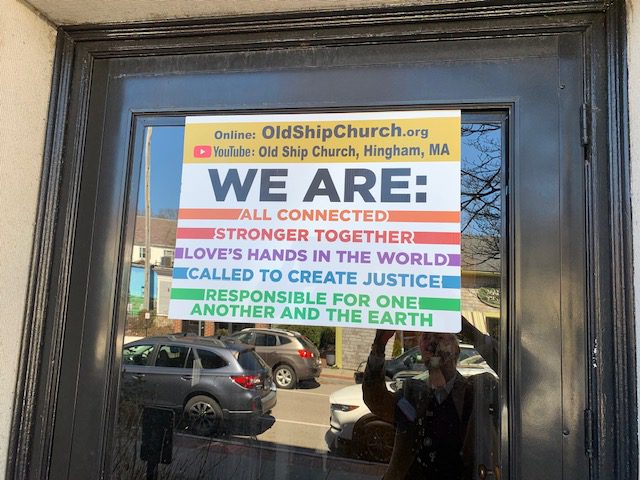 Online: OldShipChurch.org
YouTube: Old Ship Church, Hingham, MA
WE ARE:
ALL CONNECTED
STRONGER TOGETHER
LOVE'S HANDS IN THE WORLD
CALLED TO CREATE JUSTICE
RESPONSIBLE FOR ONE
ANOTHER AND THE EARTH